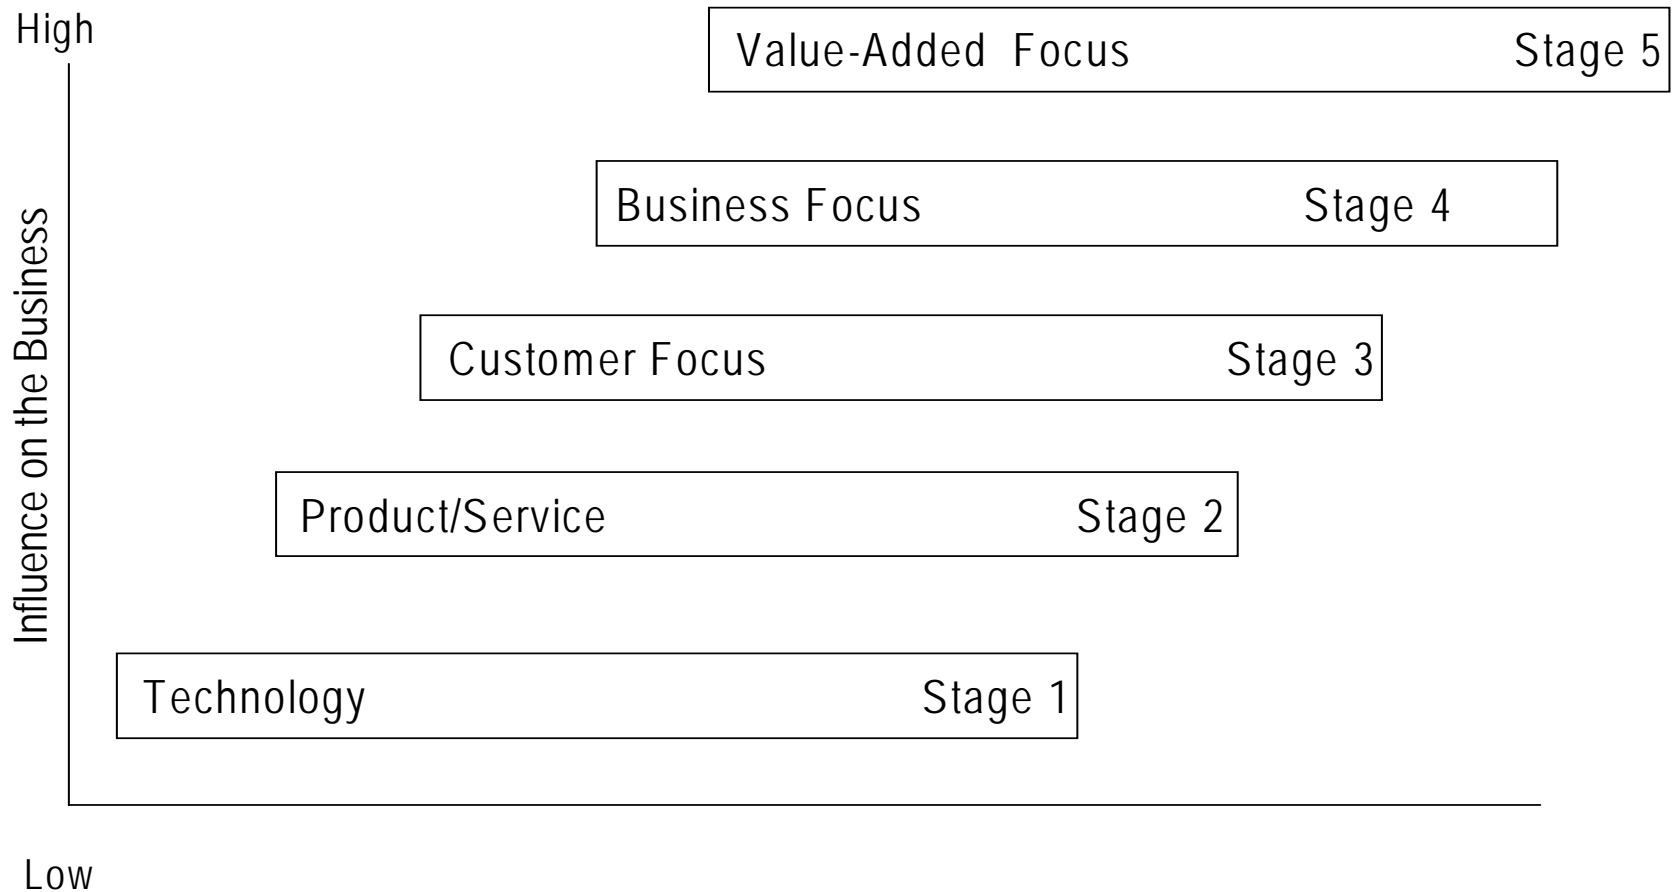 High
Value-Added Focus Stage 5
Business Focus Stage 4
Customer Focus Stage 3
Influence on the Business
Product/Service Stage 2
Technology Stage 1
Low